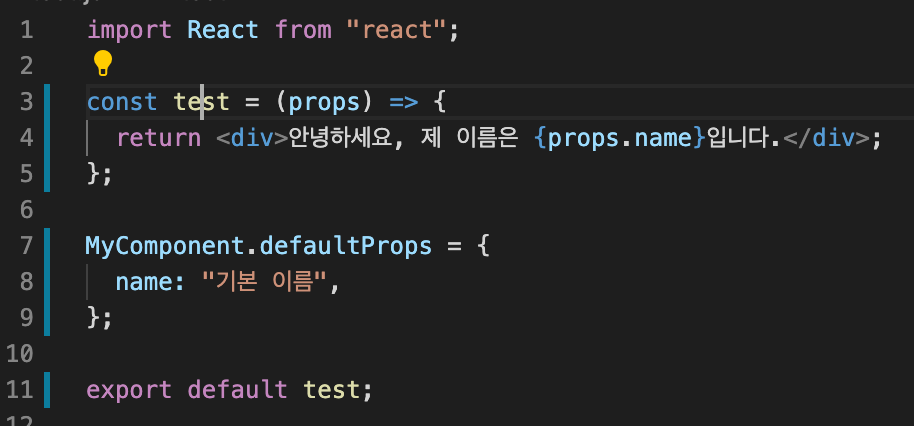 1 import React from "react";
2
3 const test = (props) => {
4 return <div>안녕하세요, 제 이름은 {props.name}입니다.</div>;
5 };
6
7 MyComponent.defaultProps = {
8 name: "기본 이름",
9 };
10
11 export default test;
12